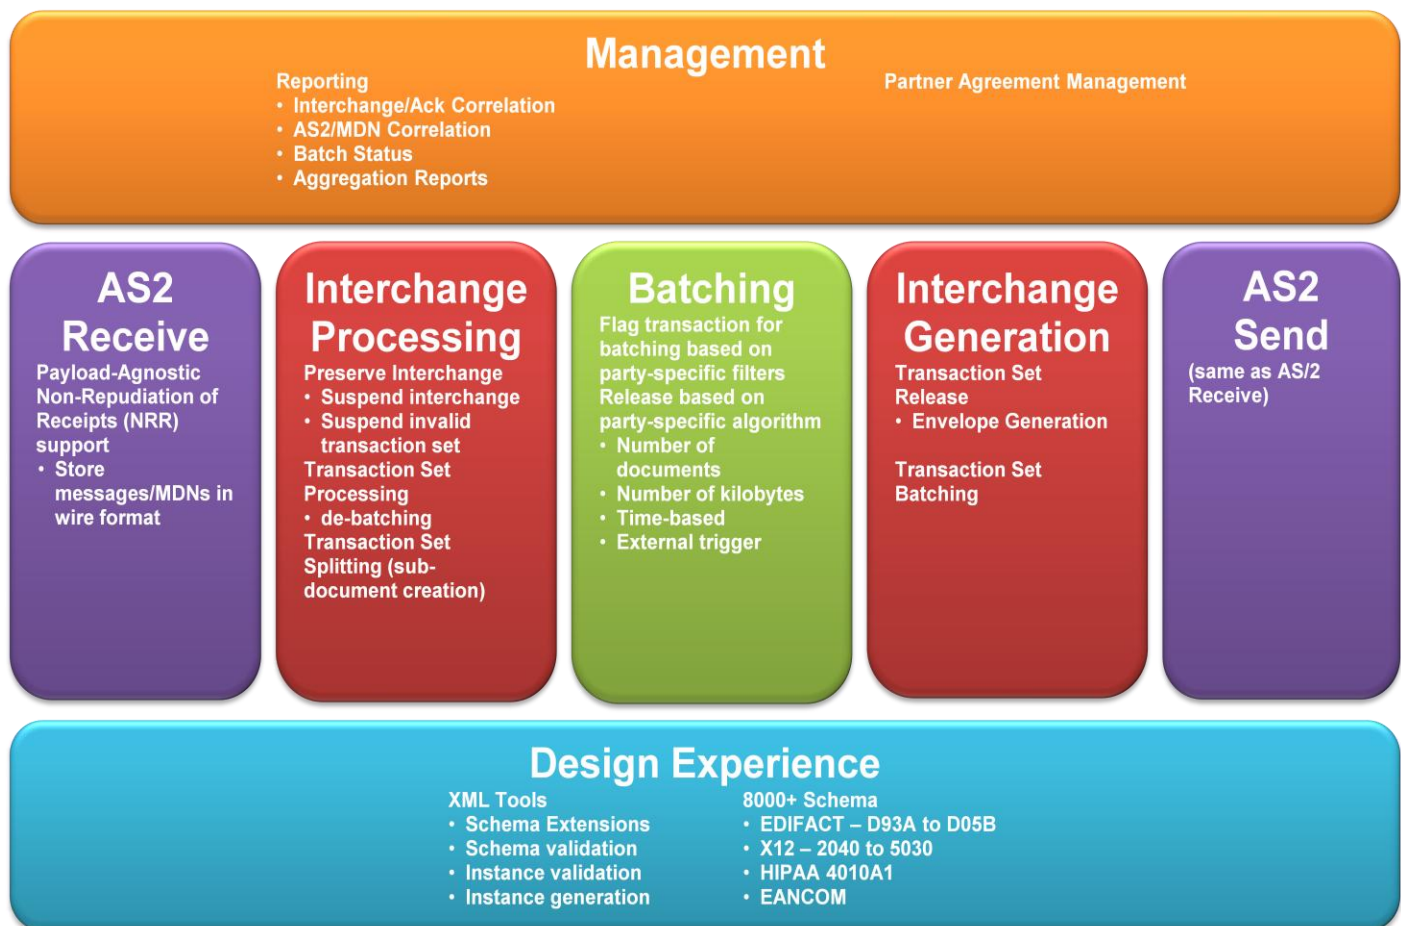 Management
Reporting
• Interchange/Ack Correlation
• AS2/MDN Correlation
• Batch Status
• Aggregation Reports
Partner Agreement Management
AS2
Receive
Payload-Agnostic
Non-Repudiation of
Receipts (NRR)
support
• Store
messages/MDNs in
wire format
Interchange
Processing
Preserve Interchange
• Suspend interchange
• Suspend invalid
transaction set
Transaction Set
Processing
• de-batching
Transaction Set
Splitting (sub-
document creation)
Batching
Flag transaction for
batching based on
party-specific filters
Release based on
party-specific algorithm
• Number of
documents
• Number of kilobytes
• Time-based
• External trigger
Interchange
Generation
Transaction Set
Release
• Envelope Generation
Transaction Set
Batching
AS2
Send
(same as AS/2
Receive)
Design Experience
XML Tools
• Schema Extensions
• Schema validation
• Instance validation
• Instance generation
8000+ Schema
• EDIFACT – D93A to D05B
• X12 – 2040 to 5030
• HIPAA 4010A1
• EANCOM